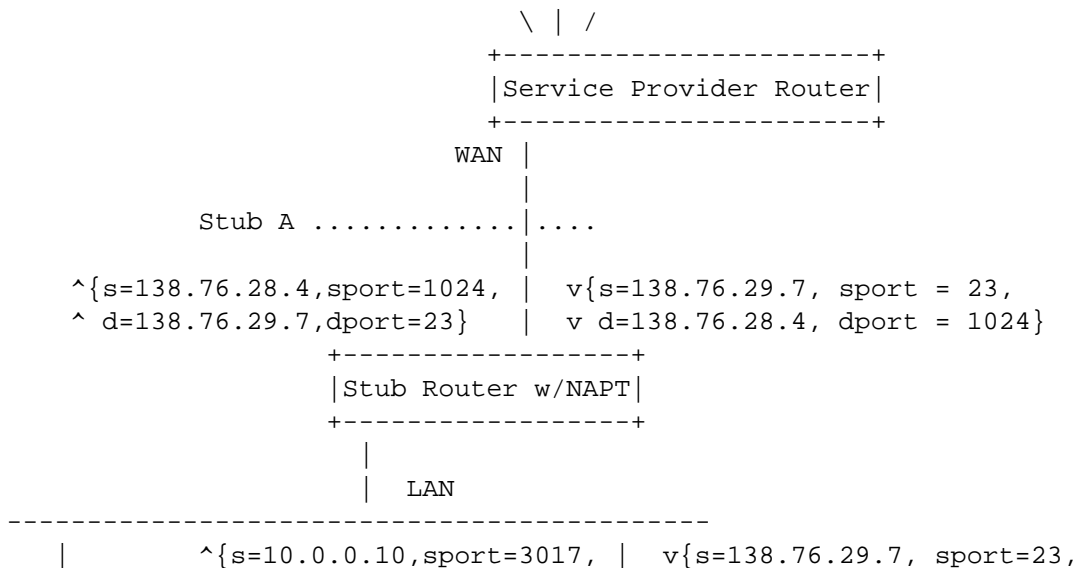 \ | /
+-----------------------+
|Service Provider Router|
+-----------------------+
WAN |
|
Stub A .............|....
|
^{s=138.76.28.4,sport=1024, |  v{s=138.76.29.7, sport = 23,
^ d=138.76.29.7,dport=23}   |  v d=138.76.28.4, dport = 1024}
+------------------+
|Stub Router w/NAPT|
+------------------+
|
|  LAN
--------------------------------------------
|        ^{s=10.0.0.10,sport=3017, |  v{s=138.76.29.7, sport=23,